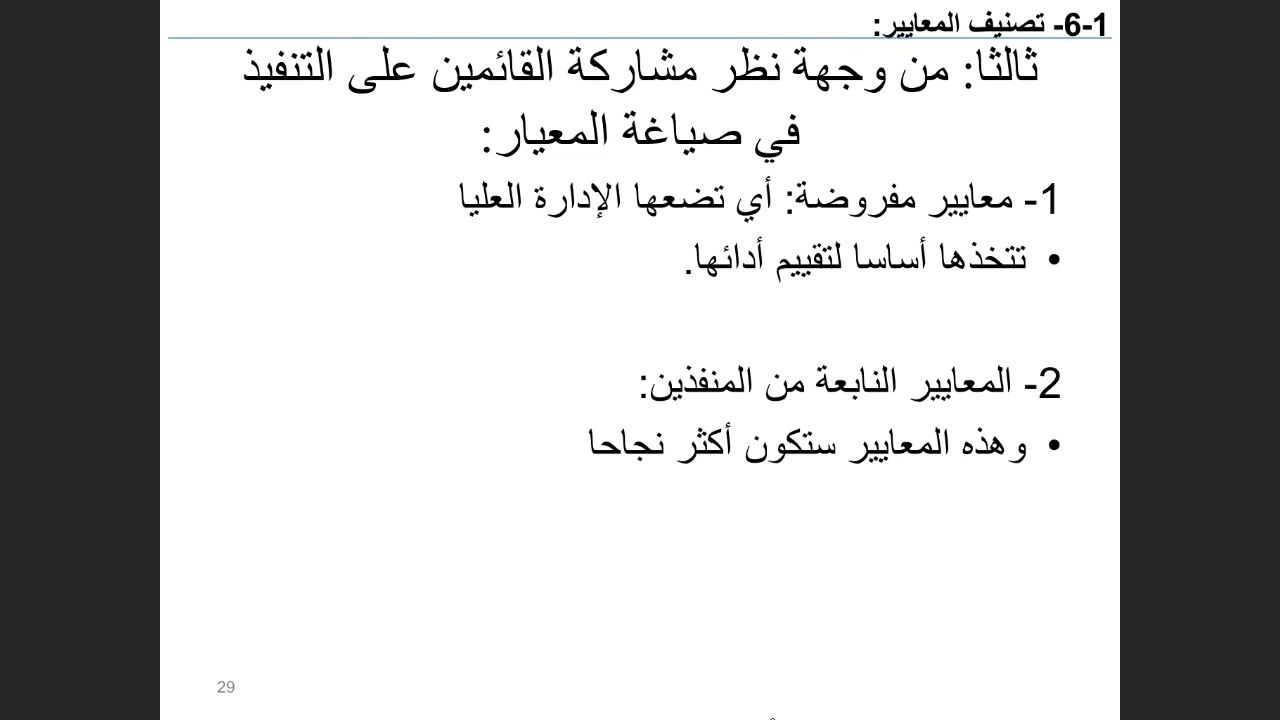 1-6- تصنيف المعايير:
ثالثا: من وجهة نظر مشاركة القائمين على التنفيذ
في صياغة المعيار:
1- معايير مفروضة: أي تضعها الإدارة العليا
• تتخذها أساسا لتقييم أدائها.
2- المعايير النابعة من المنفذين:
• وهذه المعايير ستكون أكثر نجاحا
29